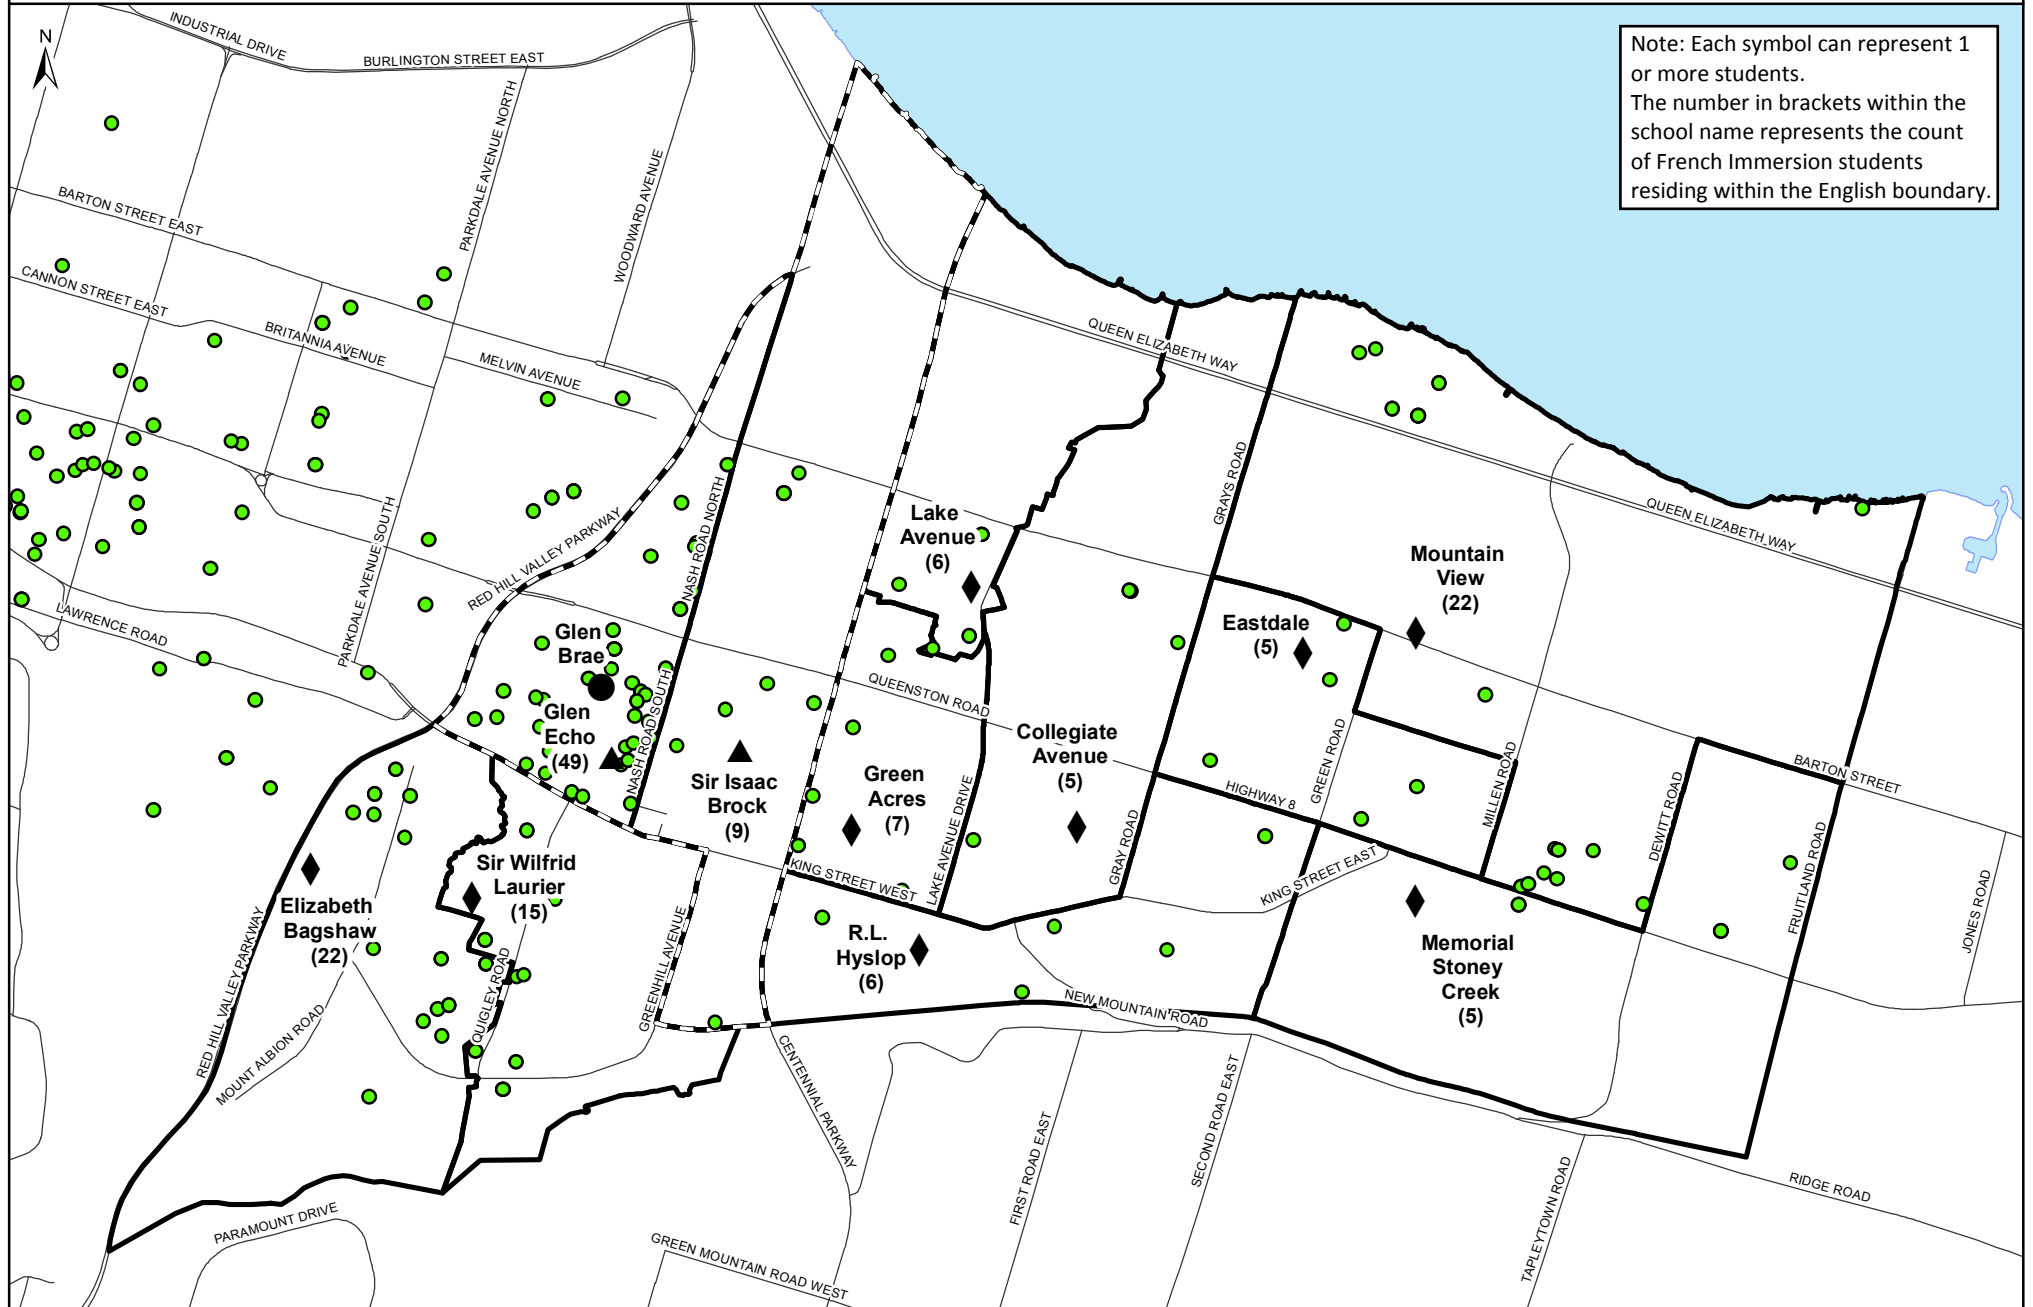 N
INDUSTRIAL DRIVE
BURLINGTON STREET EAST
Note: Each symbol can represent 1
or more students.
The number in brackets within the
school name represents the count
of French Immersion students
residing within the English boundary.
PARKDALE AVENUE NORTH
WOODWARD AVENUE
BARTON STREET EAST
CANNON STREET EAST
BRITANNIA AVENUE
MELVIN AVENUE
QUEEN ELIZABETH WAY
GRAYS ROAD
QUEEN ELIZABETH WAY
PARKDALE AVENUE SOUTH
RED HILL VALLEY PARKWAY
NASH ROAD NORTH
Lake
Avenue
(6)
Mountain
View
(22)
Eastdale
(5)
LAWRENCE ROAD
Glen
Brae
Glen
Echo
(49)
NASH ROAD SOUTH
QUEENSTON ROAD
Sir Isaac
Brock
(9)
Green
Acres
(7)
Collegiate
Avenue
(5)
LAKE AVENUE DRIVE
GRAY ROAD
HIGHWAY 8
GREEN ROAD
MILLEN ROAD
DEWITT ROAD
BARTON STREET
FRUITLAND ROAD
JONES ROAD
KING STREET WEST
KING STREET EAST
Elizabeth
Bagshaw
(22)
Sir Wilfrid
Laurier
(15)
R.L.
Hyslop
(6)
Memorial
Stoney
Creek
(5)
RED HILL VALLEY PARKWAY
MOUNT ALBION ROAD
QUIGLEY ROAD
GREENHILL AVENUE
NEW MOUNTAIN ROAD
CENTENNIAL PARKWAY
FIRST ROAD EAST
SECOND ROAD EAST
TAPLEYTOWN ROAD
RIDGE ROAD
PARAMOUNT DRIVE
GREEN MOUNTAIN ROAD WEST